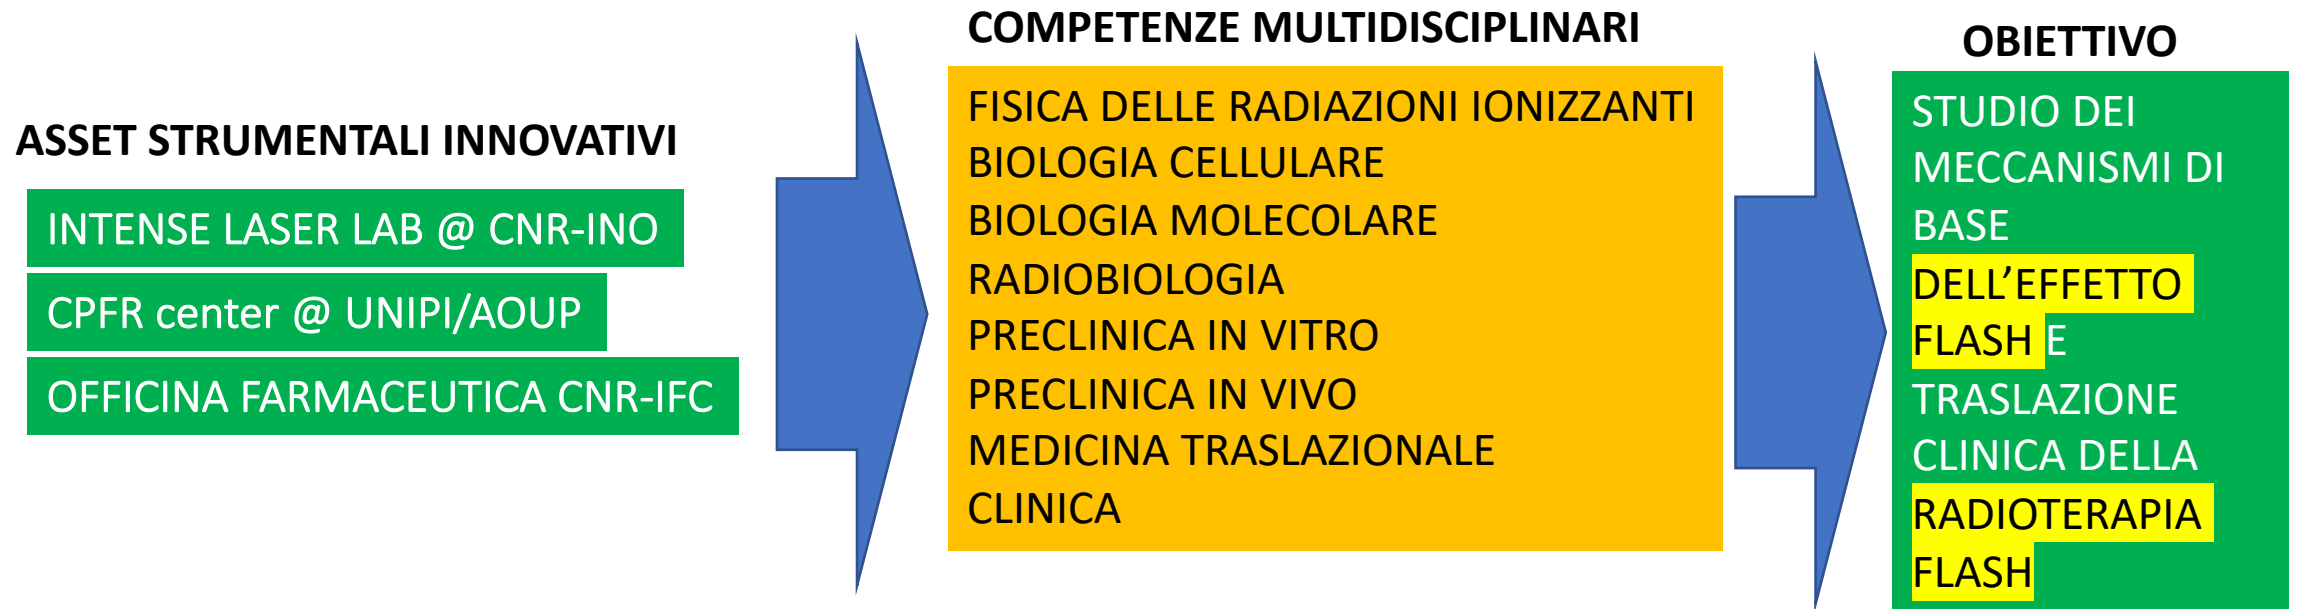 ASSET STRUMENTALI INNOVATIVI
INTENSE LASER LAB @ CNR-INO
CPFR center @ UNIPI/AOUP
OFFICINA FARMACEUTICA CNR-IFC
COMPETENZE MULTIDISCIPLINARI
FISICA DELLE RADIAZIONI IONIZZANTI
BIOLOGIA CELLULARE
BIOLOGIA MOLECOLARE
RADIOBIOLOGIA
PRECLINICA IN VITRO
PRECLINICA IN VIVO
MEDICINA TRASLAZIONALE
CLINICA
OBIETTIVO
STUDIO DEI
MECCANISMI DI
BASE
DELL’EFFETTO
FLASH E
TRASLAZIONE
CLINICA DELLA
RADIOTERAPIA
FLASH